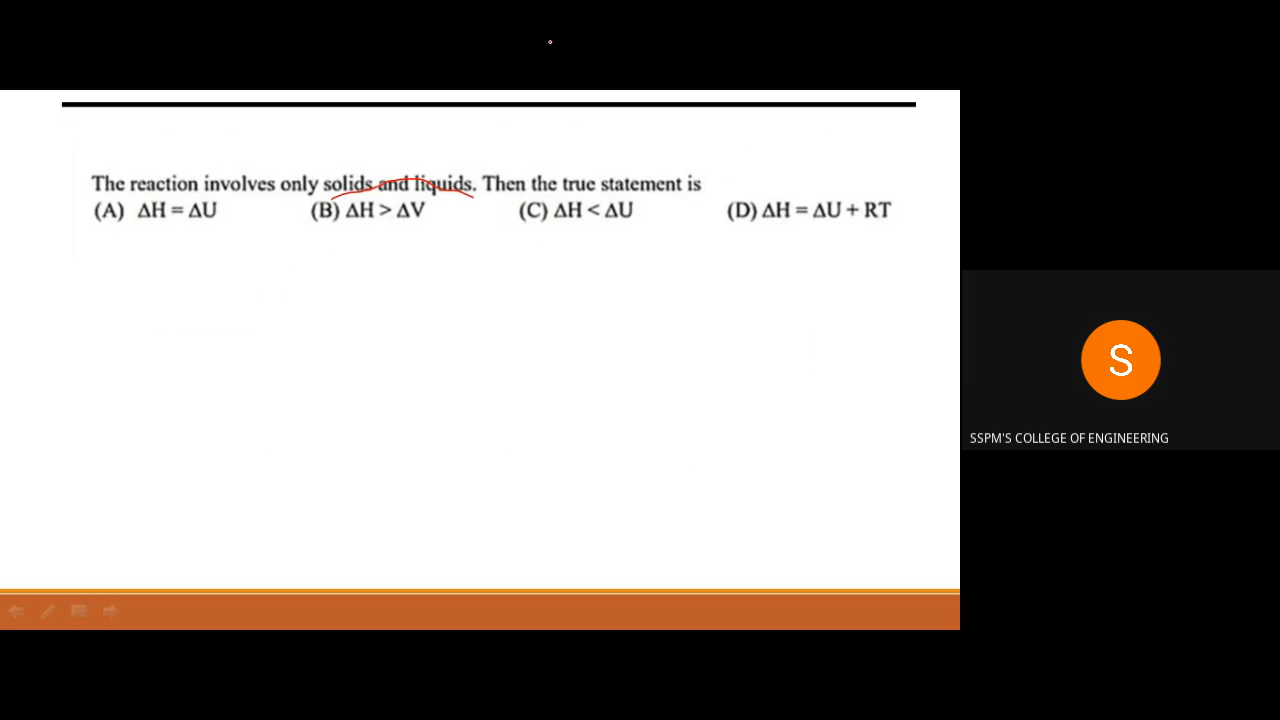 The reaction involves only solids and liquids. Then the true statement is
(A) ΔH = ΔU (B) ΔH > ΔV (C) ΔH < ΔU (D) ΔH = ΔU + RT
S
SSPM'S COLLEGE OF ENGINEERING